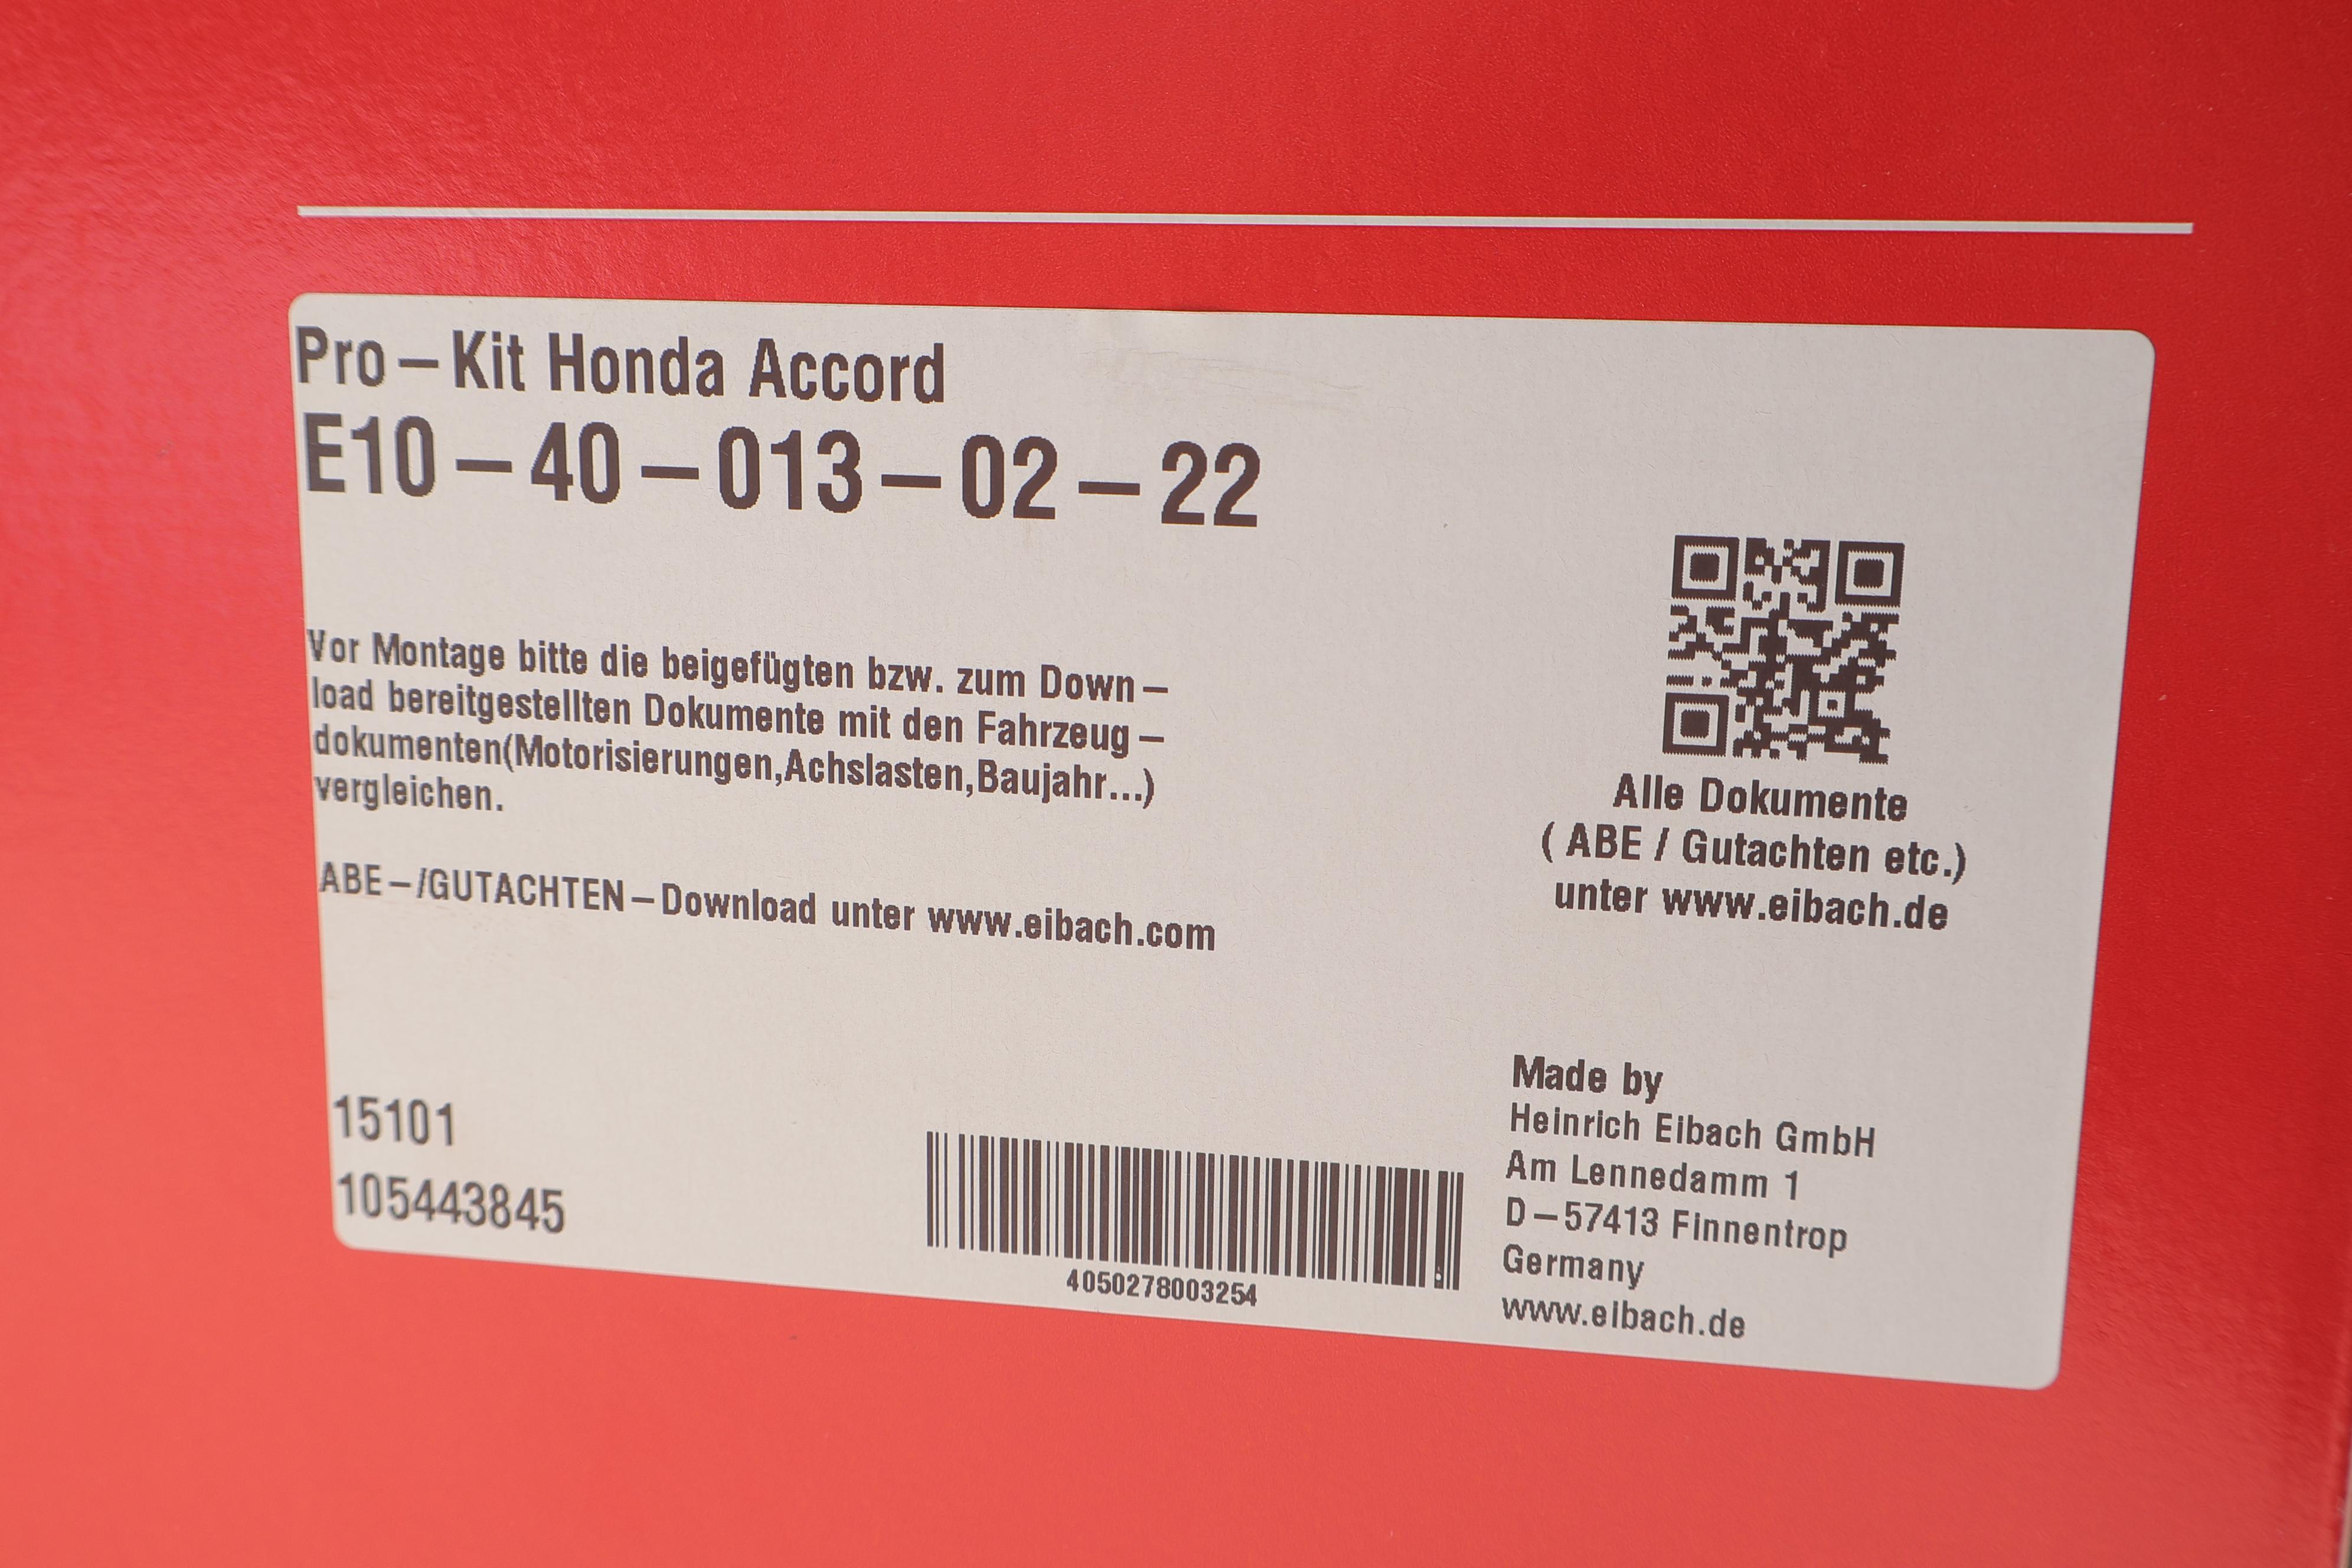 Pro-Kit Honda Accord
E10-40-013-02-22
Vor Montage bitte die beigefügten bzw. zum Down-
load bereitgestellten Dokumente mit den Fahrzeug-
dokumenten(Motorisierungen,Achslasten,Baujahr...)
vergleichen.
ABE-/GUTACHTEN-Download unter www.eibach.com
Alle Dokumente
( ABE / Gutachten etc.)
unter www.eibach.de
15101
105443845
4050278003254
Made by
Heinrich Eibach GmbH
Am Lennedamm 1
D-57413 Finnentrop
Germany
www.eibach.de